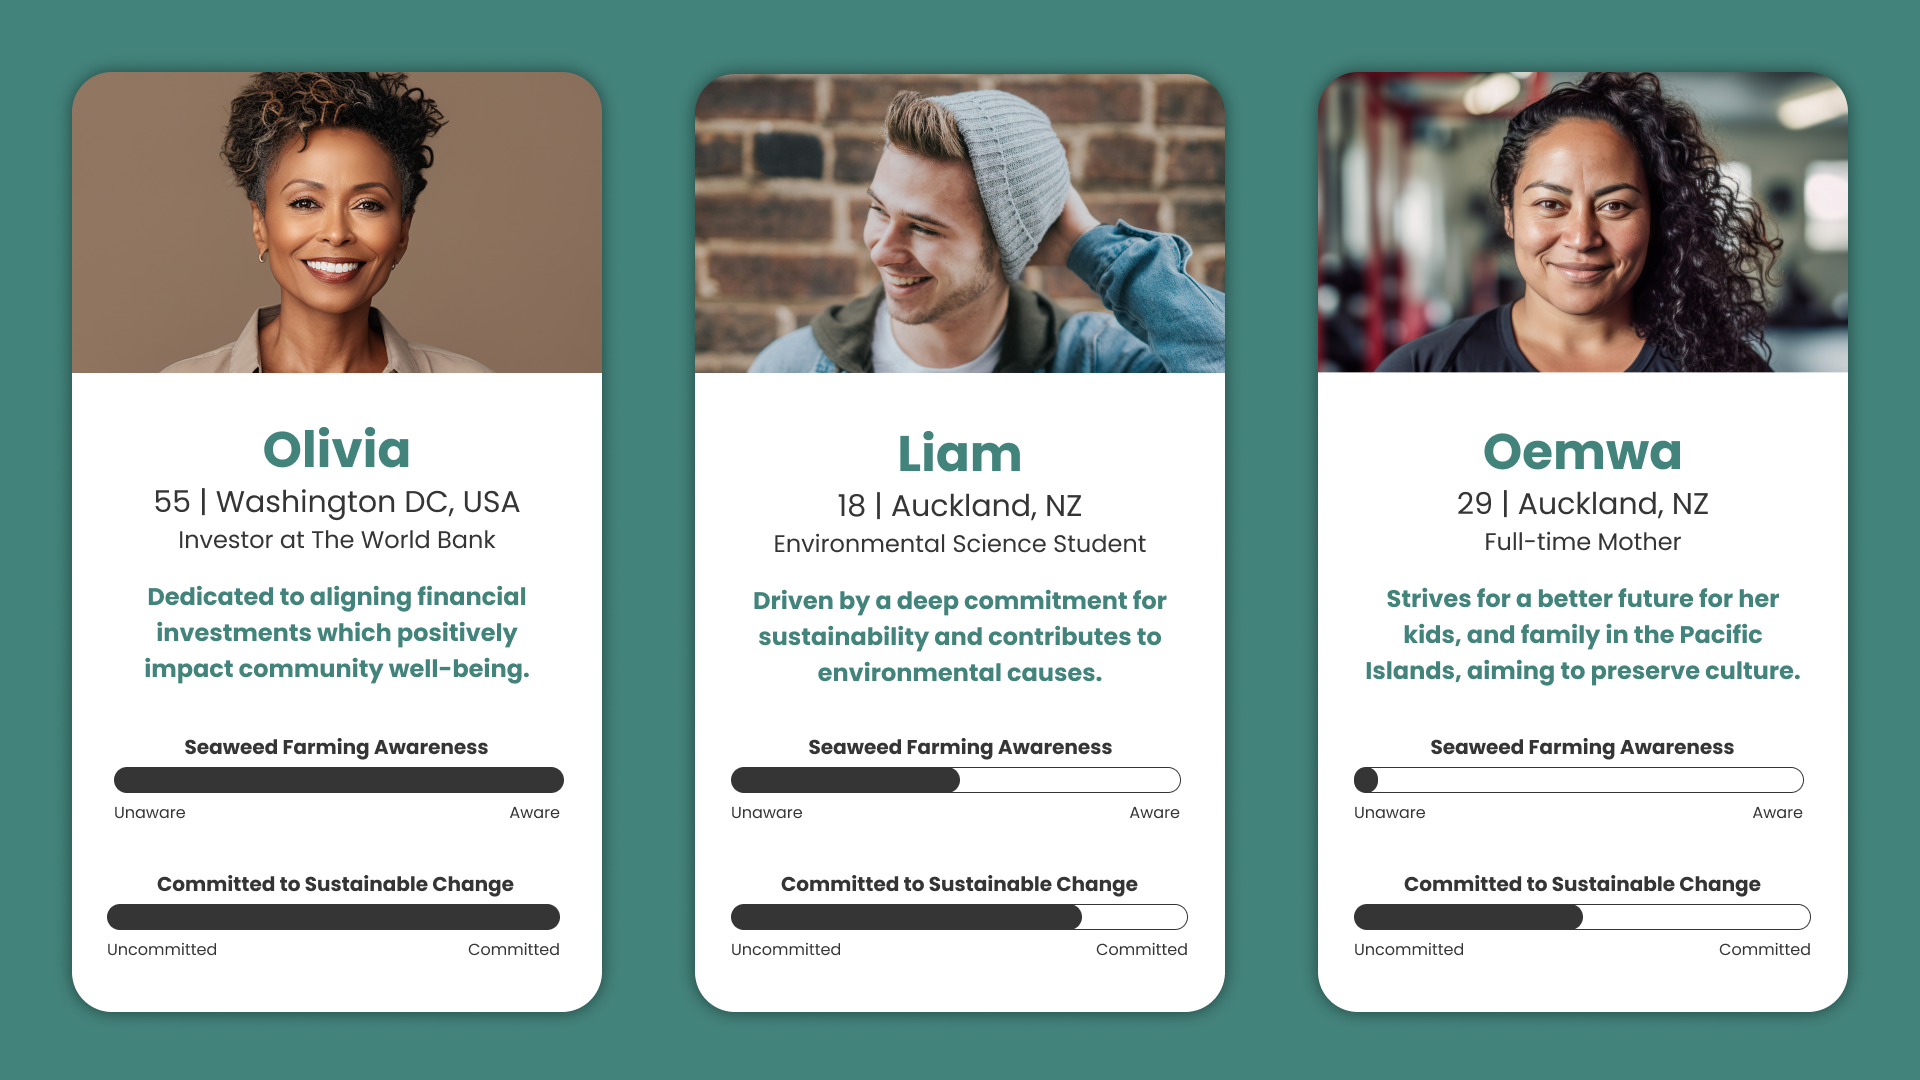 Olivia
55 | Washington DC, USA
Investor at The World Bank
Dedicated to aligning financial
investments which positively
impact community well-being.
Seaweed Farming Awareness
Unaware Aware
Committed to Sustainable Change
Uncommitted Committed
Liam
18 | Auckland, NZ
Environmental Science Student
Driven by a deep commitment for
sustainability and contributes to
environmental causes.
Seaweed Farming Awareness
Unaware Aware
Committed to Sustainable Change
Uncommitted Committed
Oemwa
29 | Auckland, NZ
Full-time Mother
Strives for a better future for her
kids, and family in the Pacific
Islands, aiming to preserve culture.
Seaweed Farming Awareness
Unaware Aware
Committed to Sustainable Change
Uncommitted Committed